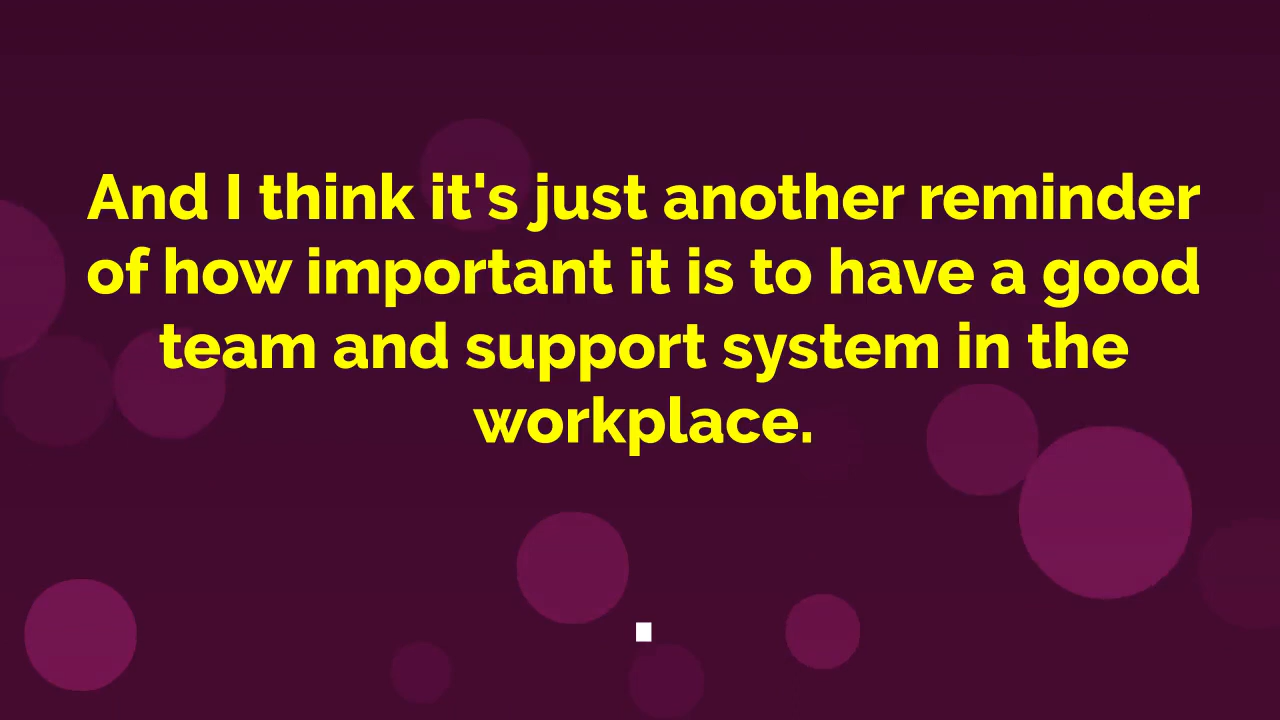 And I think it's just another reminder
of how important it is to have a good
team and support system in the
workplace.